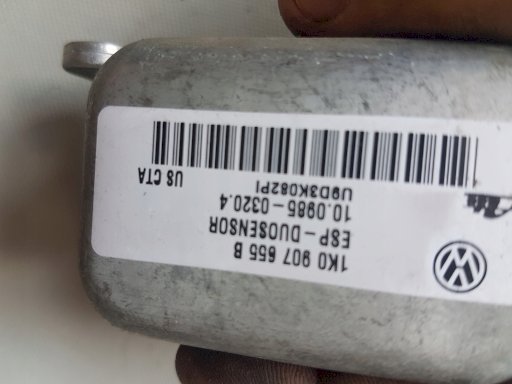 1K0 907 655 B
ESP-DUOSENSOR
10.0985-0320.4
U9D3K082PI
US CTA